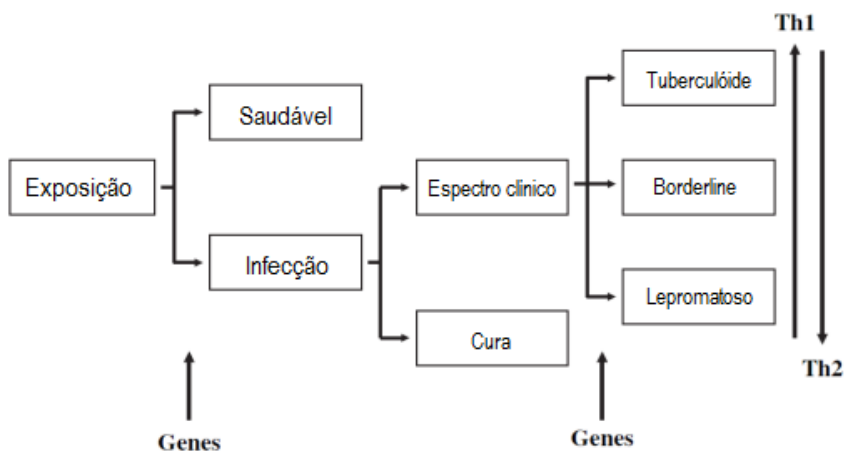 Th1
Tuberculóide
Saudável
Exposição
Espectro clínico
Borderline
Infecção
Lepromatoso
Cura
Th2
Genes
Genes